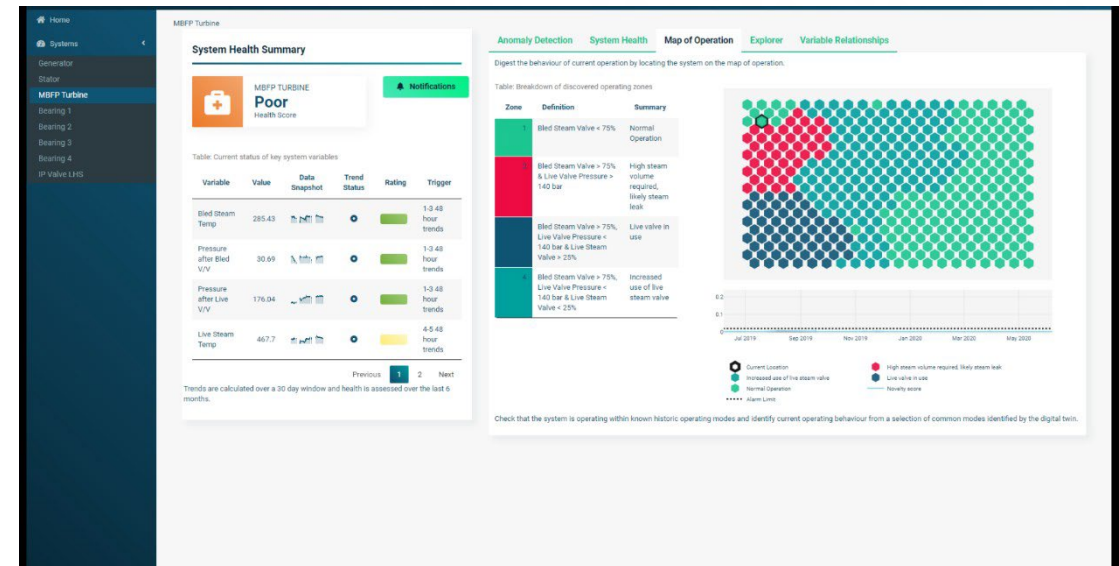 Home
Systems
Generator
Stator
MBFP Turbine
Bearing 1
Bearing 2
Bearing 3
Bearing 4
IP Valve LHS
MBFP Turbine
System Health Summary
MBFP TURBINE
Poor
Health Score
Notifications
Table: Current status of key system variables
Variable Value Data Snapshot Trend Status Rating Trigger
Bled Steam Temp 285.43 1-3 48 hour trends
Pressure after Bled V/V 30.69 1-3 48 hour trends
Pressure after Live V/V 176.04 1-3 48 hour trends
Live Steam Temp 467.7 4-5 48 hour trends
Previous 1 2 Next
Trends are calculated over a 30 day window and health is assessed over the last 6
months.
Anomaly Detection System Health Map of Operation Explorer Variable Relationships
Digest the behaviour of current operation by locating the system on the map of operation.
Table: Breakdown of discovered operating zones
Zone Definition Summary
1 Bled Steam Valve < 75% Normal
Operation
Bled Steam Valve > 75% High steam
& Live Valve Pressure > volume
140 bar required,
likely steam
leak
Bled Steam Valve > 75%, Live valve in
Live Valve Pressure < use
140 bar & Live Steam
Valve > 25%
4 Bled Steam Valve > 75%, Increased
Live Valve Pressure < use of live
140 bar & Live Steam steam valve
Valve < 25%
0.2
0.1
0
Jul 2019 Sep 2019 Nov 2019 Jan 2020 Mar 2020 May 2020
Current Location High steam volume required, likely steam leak
Increased use of live steam valve Live valve in use
Normal Operation Novelty score
Alarm Limit
Check that the system is operating within known historic operating modes and identify current operating behaviour from a selection of common modes identified by the digital twin.